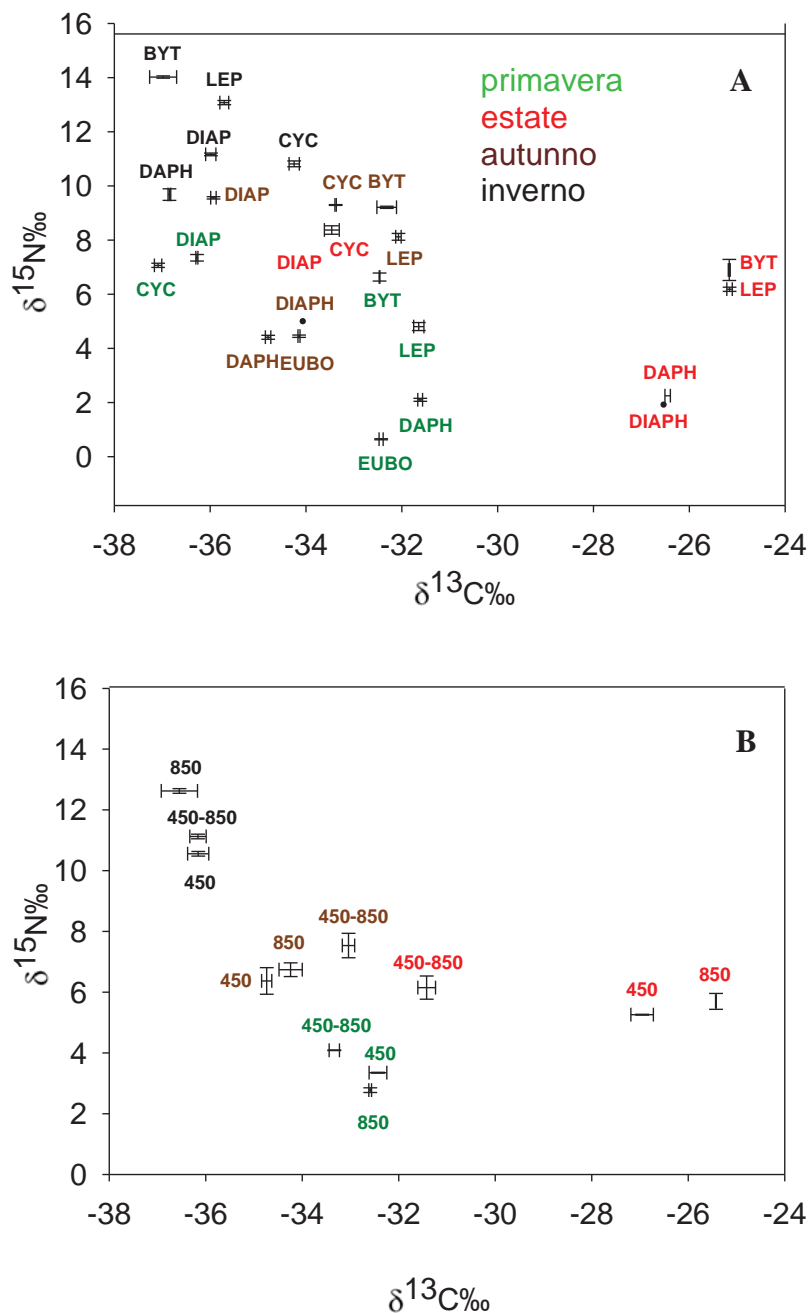 16
14
12
10
8
6
4
2
0
δ15N‰
A
primavera
estate
autunno
inverno
BYT
LEP
DIAP
CYC
DAPH
DIAP
CYC
BYT
DIAP
CYC
DIAP
CYC
LEP
BYT
BYT
LEP
DIAPH
DAPH
EUBO
LEP
DAPH
EUBO
DAPH
DIAPH
-38
-36
-34
-32
-30
-28
-26
-24
δ13C‰
16
14
12
10
8
6
4
2
0
δ15N‰
B
850
450-850
450
450-850
850
450
450-850
450
850
450-850
450
850
-38
-36
-34
-32
-30
-28
-26
-24
δ13C‰